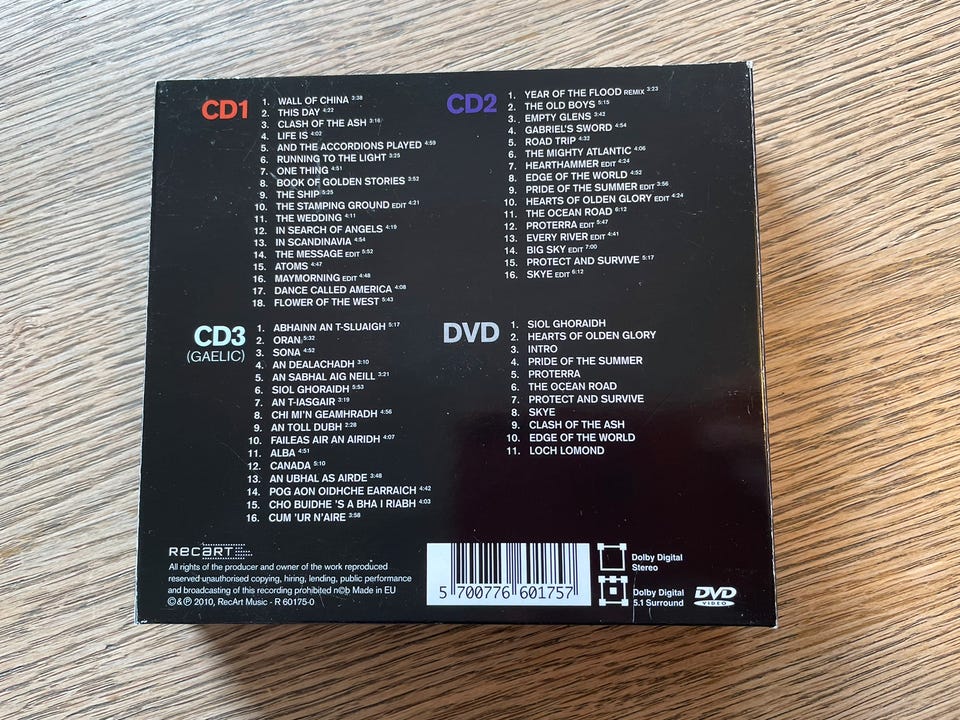 CD1
1. WALL OF CHINA 3:38
2. THIS DAY 4:22
3. CLASH OF THE ASH 3:16
4. LIFE IS 4:02
5. AND THE ACCORDIONS PLAYED 4:59
6. RUNNING TO THE LIGHT 3:25
7. ONE THING 4:51
8. BOOK OF GOLDEN STORIES 3:52
9. THE SHIP 5:25
10. THE STAMPING GROUND EDIT 4:21
11. THE WEDDING 4:11
12. IN SEARCH OF ANGELS 4:19
13. IN SCANDINAVIA 4:54
14. THE MESSAGE EDIT 5:52
15. ATOMS 4:47
16. MAYMORNING EDIT 4:48
17. DANCE CALLED AMERICA 4:08
18. FLOWER OF THE WEST 5:43
CD2
1. YEAR OF THE FLOOD REMIX 3:23
2. THE OLD BOYS 5:15
3. EMPTY GLENS 3:42
4. GABRIEL'S SWORD 4:54
5. ROAD TRIP 4:32
6. THE MIGHTY ATLANTIC 4:06
7. HEARTHAMMER EDIT 4:24
8. EDGE OF THE WORLD 4:52
9. PRIDE OF THE SUMMER EDIT 3:56
10. HEARTS OF OLDEN GLORY EDIT 4:24
11. THE OCEAN ROAD 6:12
12. PROTERRA EDIT 5:47
13. EVERY RIVER EDIT 4:41
14. BIG SKY EDIT 7:00
15. PROTECT AND SURVIVE 5:17
16. SKYE EDIT 6:12
CD3
(GAELIC)
1. ABHAINN AN T-SLUAIGH 5:17
2. ORAN 5:32
3. SONA 4:52
4. AN DEALACHADH 3:10
5. AN SABHAL AIG NEILL 3:21
6. SIOL GHORAIDH 5:53
7. AN T-IASGAIR 3:19
8. CHI MI'N GEAMHRADH 4:56
9. AN TOLL DUBH 2:28
10. FAILEAS AIR AN AIRIDH 4:07
11. ALBA 4:51
12. CANADA 5:10
13. AN UBHAL AS AIRDE 3:48
14. POG AON OIDHCHE EARRAICH 4:42
15. CHO BUIDHE 'S A BHA I RIABH 4:03
16. CUM 'UR N'AIRE 3:58
DVD
1. SIOL GHORAIDH
2. HEARTS OF OLDEN GLORY
3. INTRO
4. PRIDE OF THE SUMMER
5. PROTERRA
6. THE OCEAN ROAD
7. PROTECT AND SURVIVE
8. SKYE
9. CLASH OF THE ASH
10. EDGE OF THE WORLD
11. LOCH LOMOND
RECART
All rights of the producer and owner of the work reproduced
reserved-unauthorised copying, hiring, lending, public performance
and broadcasting of this recording prohibited n©b Made in EU
©&℗ 2010, RecArt Music - R 60175-0
5 700776 601757
Dolby Digital
Stereo
Dolby Digital
5.1 Surround
DVD
VIDEO